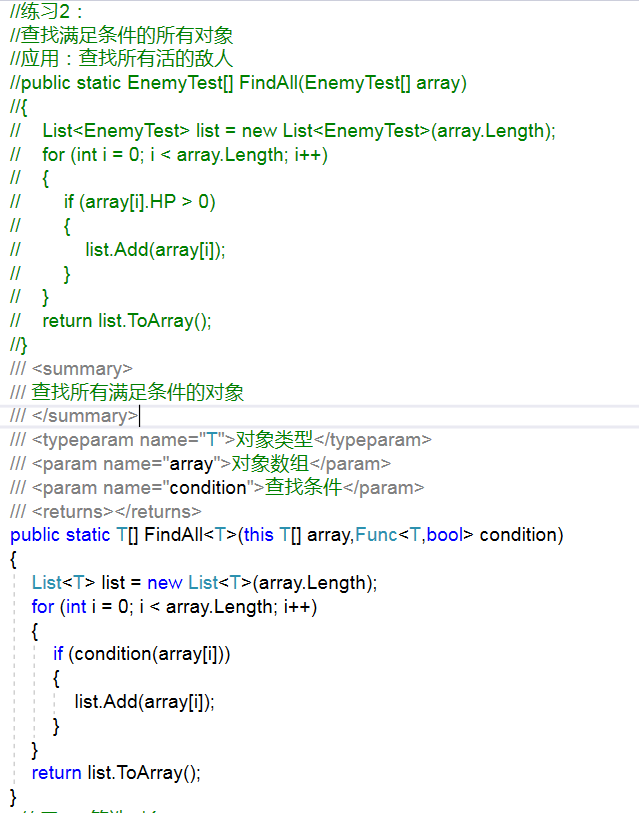 //练习2：
//查找满足条件的所有对象
//应用：查找所有活的敌人
//public static EnemyTest[] FindAll(EnemyTest[] array)
//{
//    List<EnemyTest> list = new List<EnemyTest>(array.Length);
//    for (int i = 0; i < array.Length; i++)
//    {
//        if (array[i].HP > 0)
//        {
//            list.Add(array[i]);
//        }
//    }
//    return list.ToArray();
//}
/// <summary>
/// 查找所有满足条件的对象
/// </summary>
/// <typeparam name="T">对象类型</typeparam>
/// <param name="array">对象数组</param>
/// <param name="condition">查找条件</param>
/// <returns></returns>
public static T[] FindAll<T>(this T[] array,Func<T,bool> condition)
{
    List<T> list = new List<T>(array.Length);
    for (int i = 0; i < array.Length; i++)
    {
        if (condition(array[i]))
        {
            list.Add(array[i]);
        }
    }
    return list.ToArray();
}